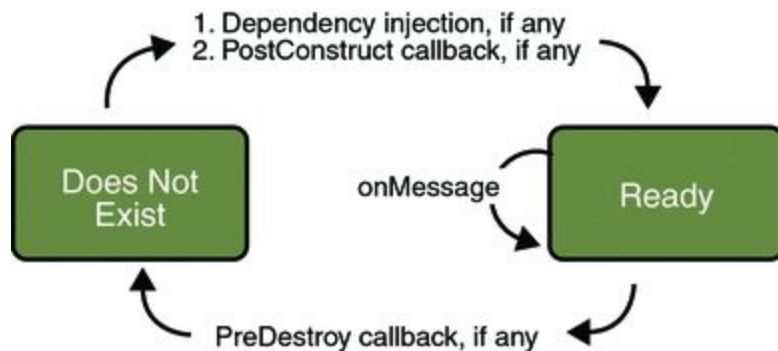 1. Dependency injection, if any
2. PostConstruct callback, if any
Does Not
Exist
onMessage
Ready
PreDestroy callback, if any